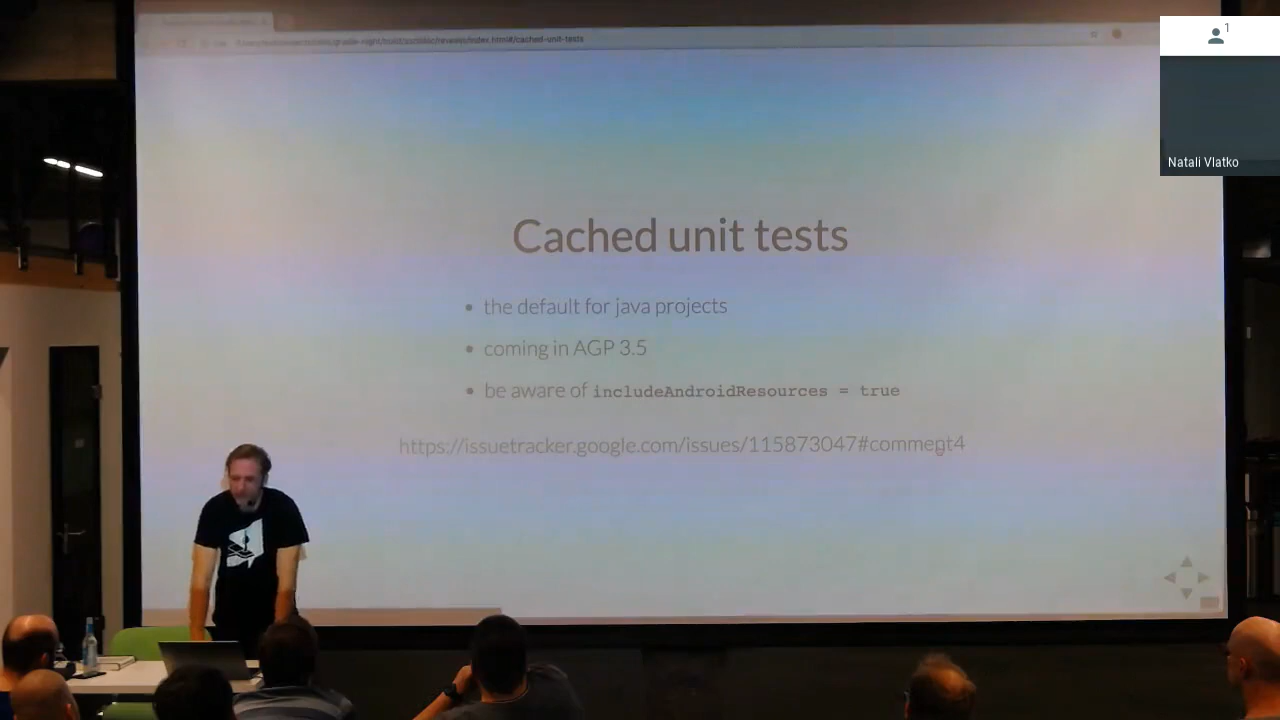 1
Natali Vlatko
Cached unit tests
• the default for java projects
• coming in AGP 3.5
• be aware of includeAndroidResources = true
https://issuetracker.google.com/issues/115873047#comment4